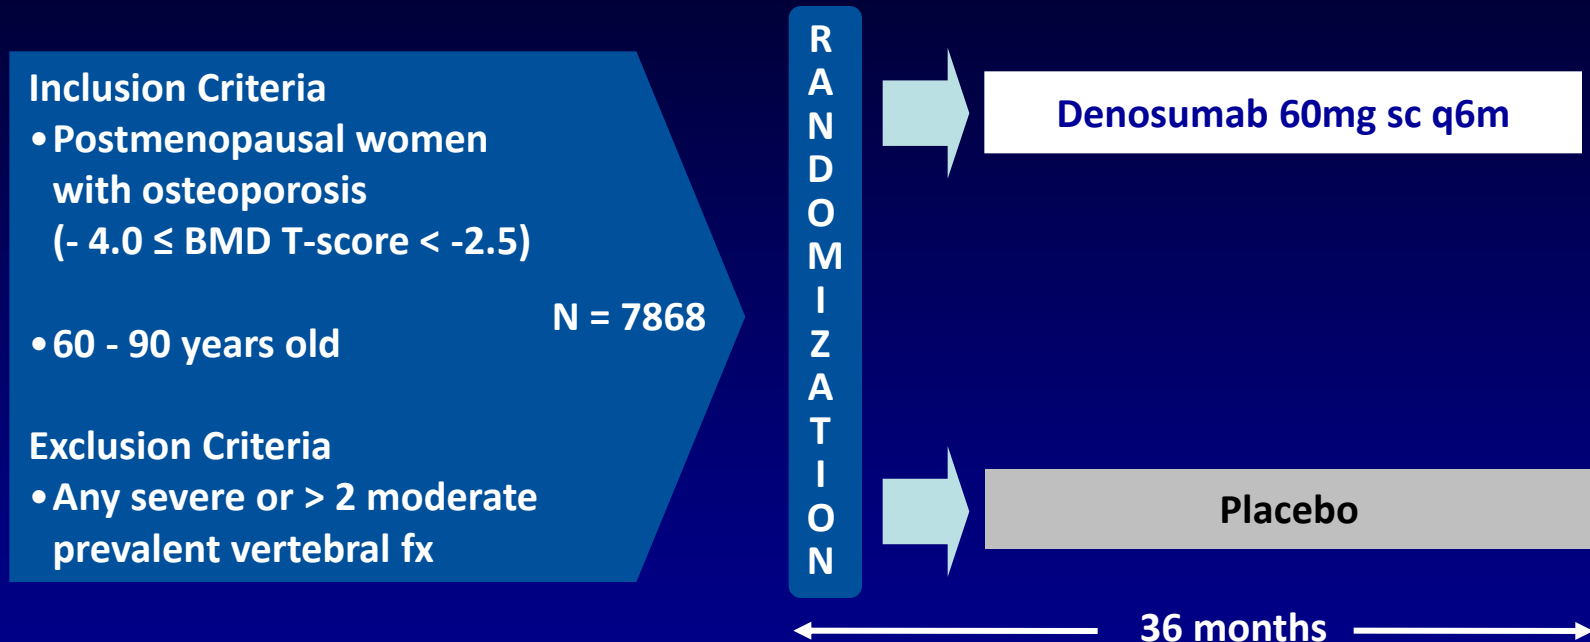 Inclusion Criteria
•Postmenopausal women
with osteoporosis
(- 4.0 ≤ BMD T-score < -2.5)
N = 7868
•60 - 90 years old
Exclusion Criteria
•Any severe or > 2 moderate
prevalent vertebral fx
R
A
N
D
O
M
I
Z
A
T
I
O
N
Denosumab 60mg sc q6m
Placebo
36 months